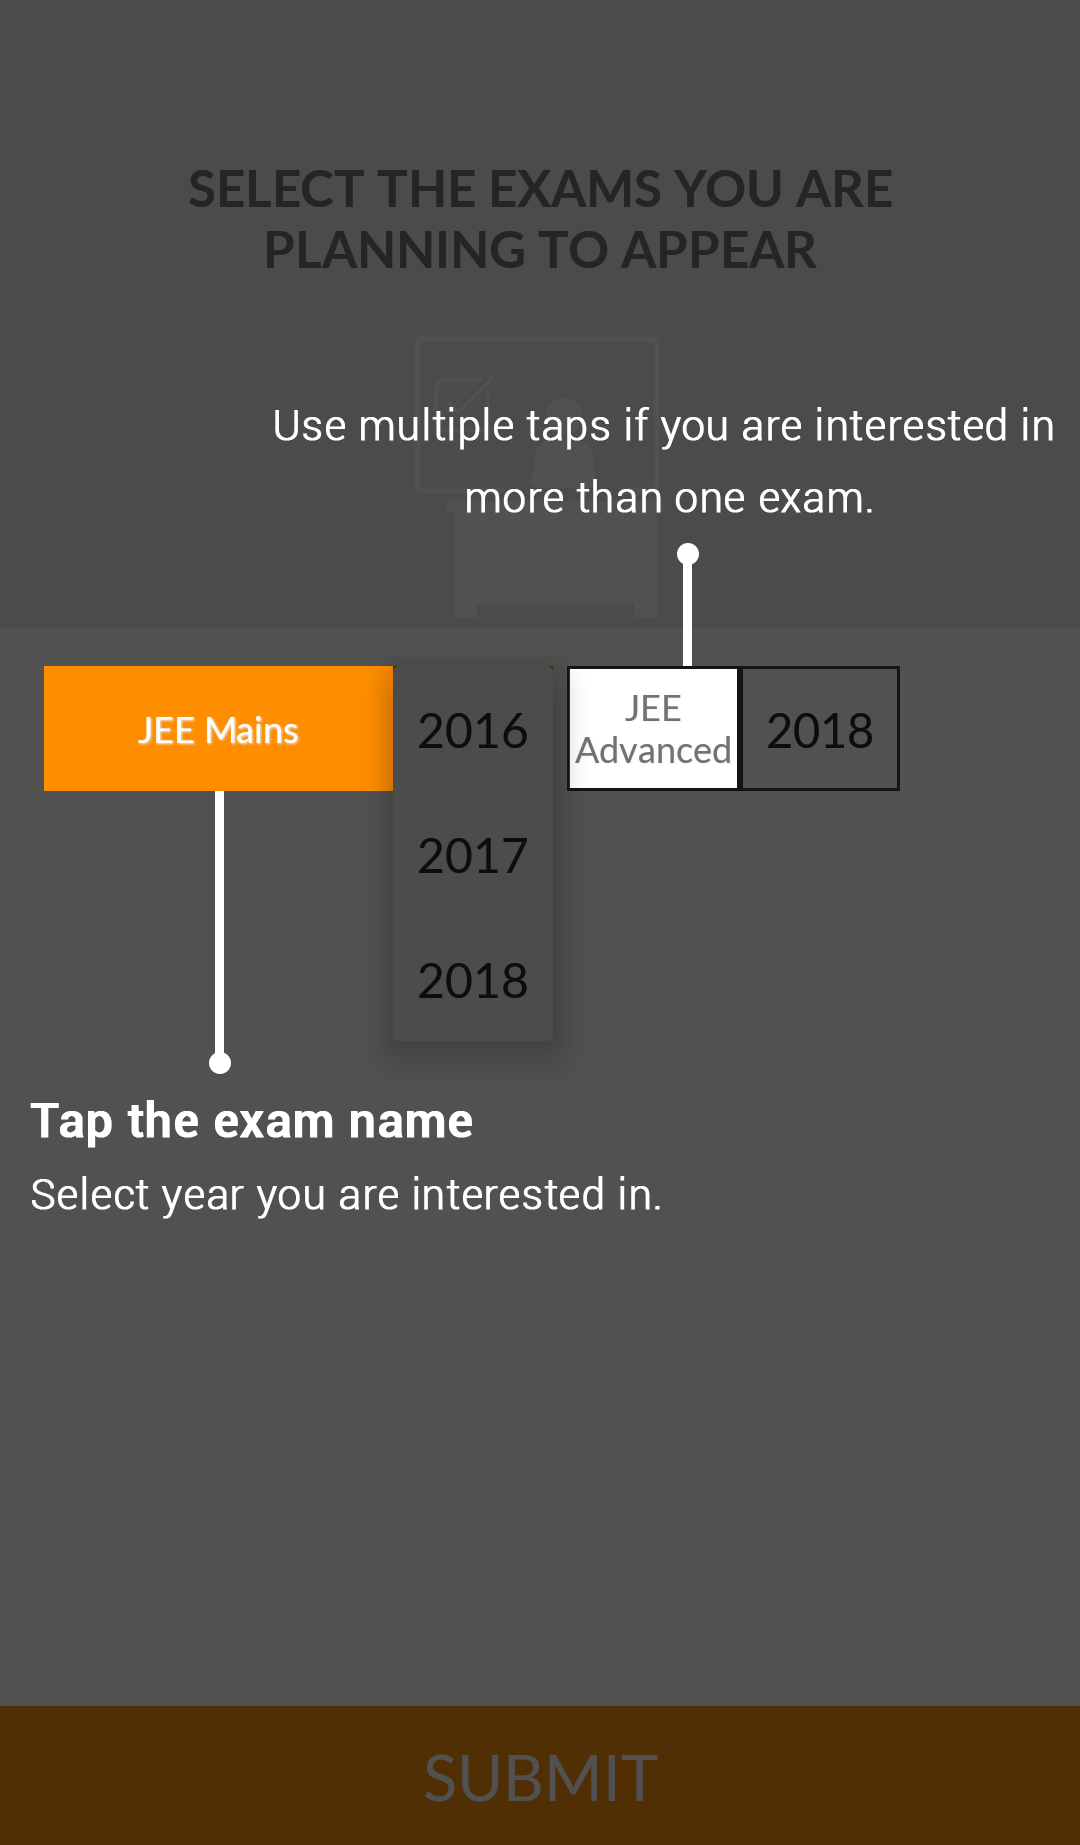 SELECT THE EXAMS YOU ARE
PLANNING TO APPEAR
Use multiple taps if you are interested in
more than one exam.
JEE Mains
2016
JEE
Advanced
2018
2017
2018
Tap the exam name
Select year you are interested in.
SUBMIT